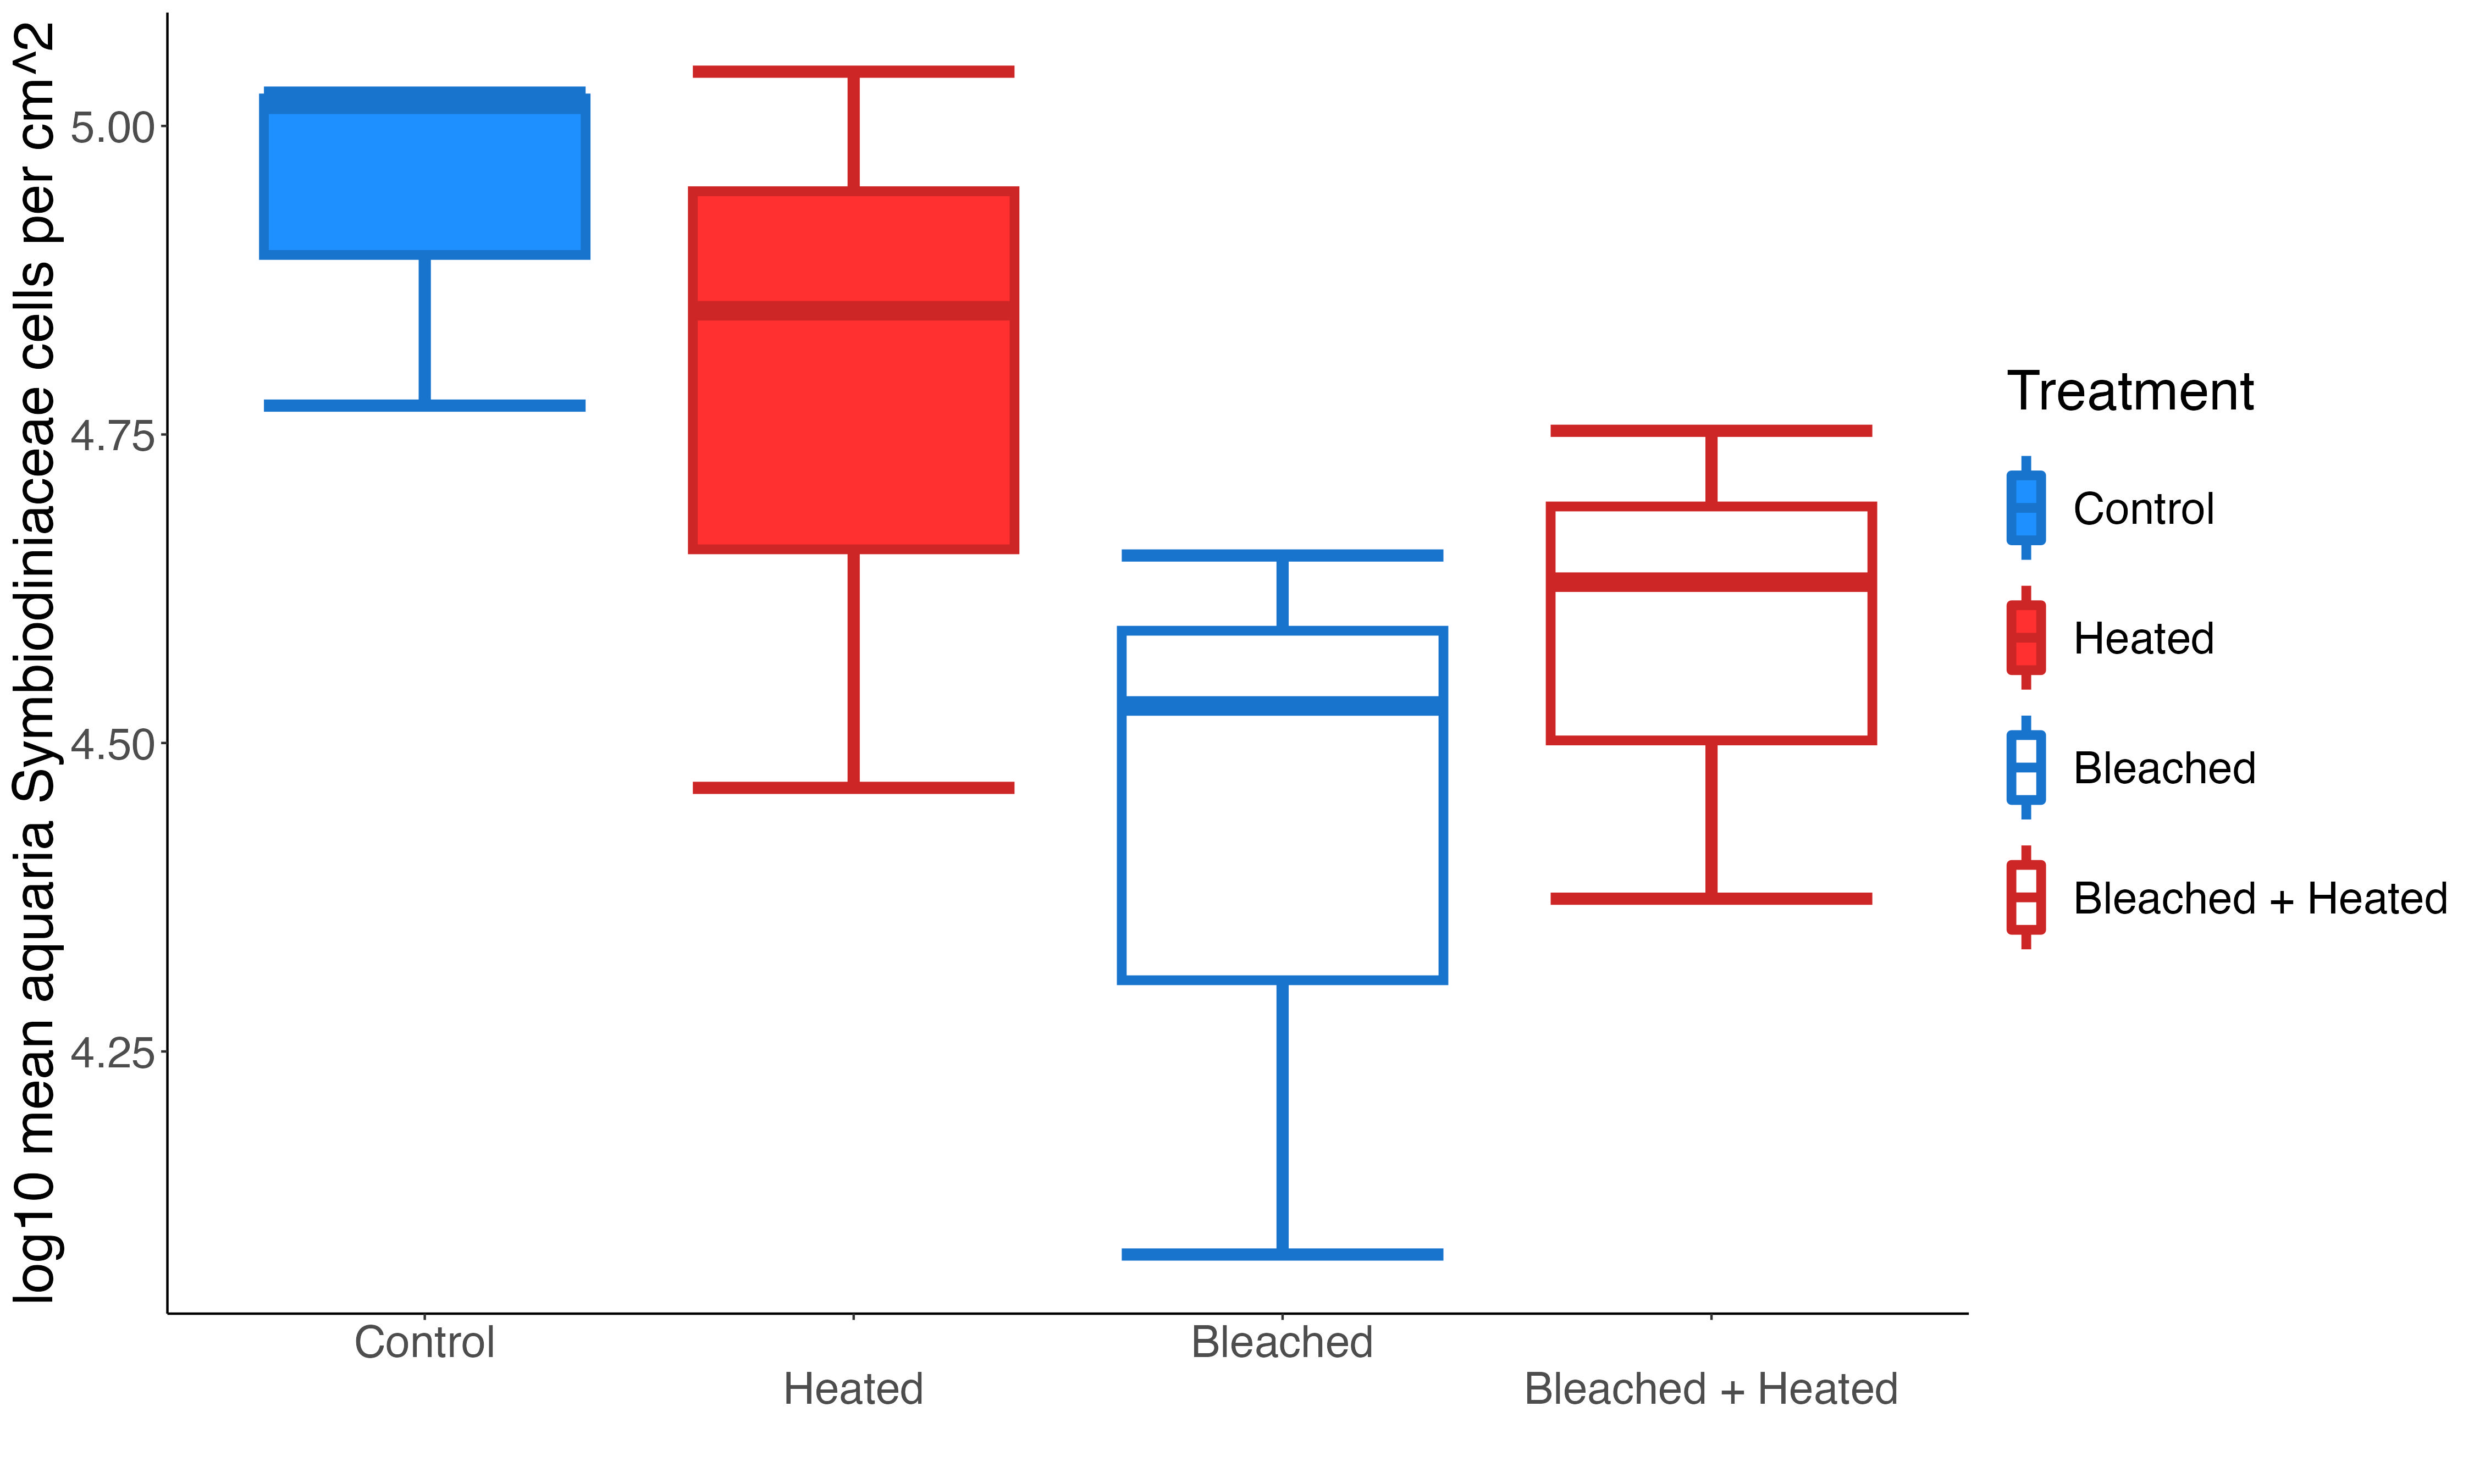 log10 mean aquaria Symbiodiniaceae cells per cm^2
5.00
4.75
4.50
4.25
Control
Heated
Bleached
Bleached + Heated
Treatment
Control
Heated
Bleached
Bleached + Heated